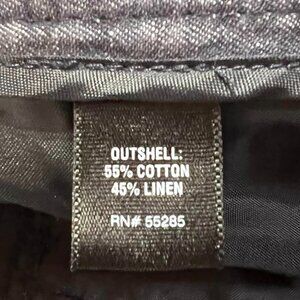 OUTSHELL:
55% COTTON
45% LINEN
RN# 55285